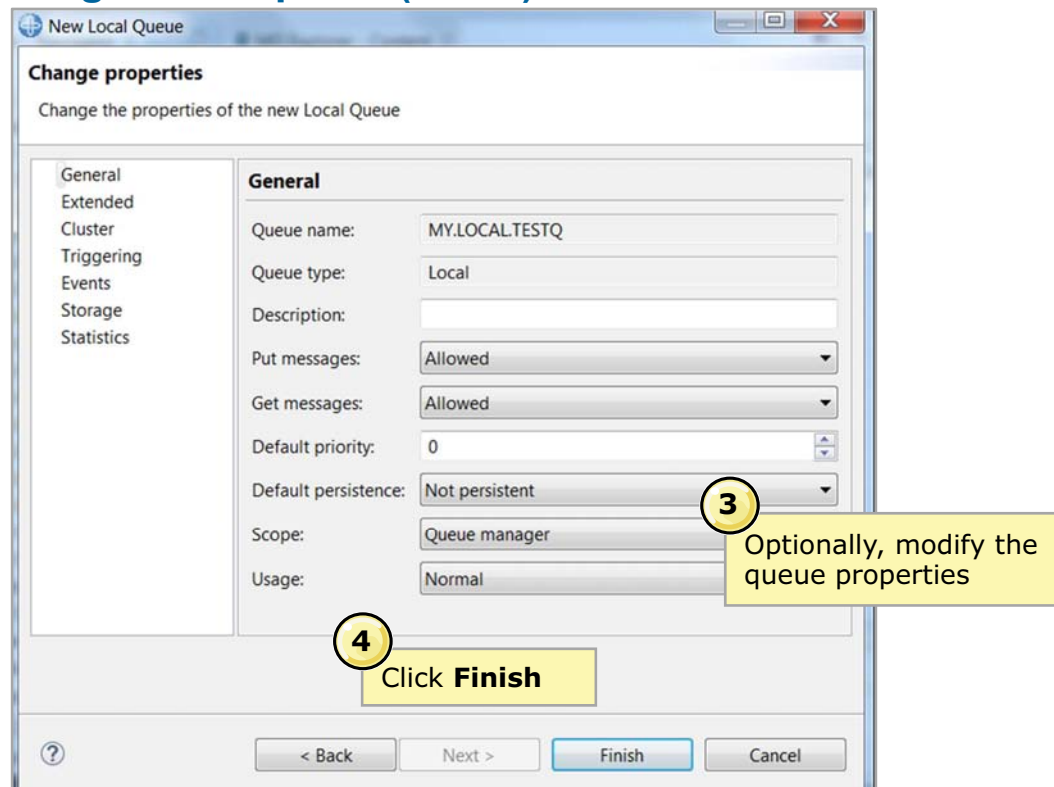 New Local Queue
Change properties
Change the properties of the new Local Queue
General
Extended
Cluster
Triggering
Events
Storage
Statistics
General
Queue name: MY.LOCAL.TESTQ
Queue type: Local
Description:
Put messages: Allowed
Get messages: Allowed
Default priority: 0
Default persistence: Not persistent
Scope: Queue manager
Usage: Normal
3
Optionally, modify the
queue properties
4
Click Finish
?
< Back Next > Finish Cancel